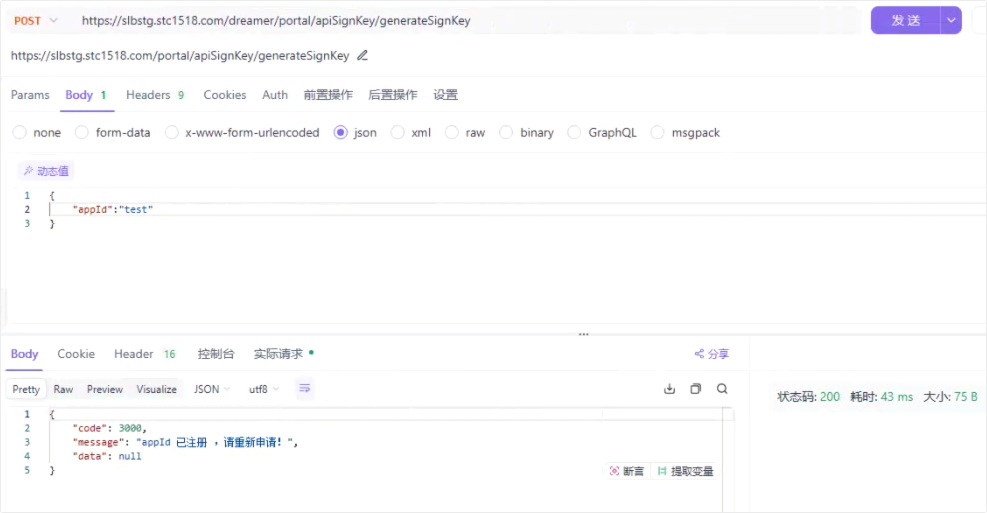 POST https://slbstg.stc1518.com/dreamer/portal/apiSignKey/generateSignKey 发 送
https://slbstg.stc1518.com/portal/apiSignKey/generateSignKey
Params Body 1 Headers 9 Cookies Auth 前置操作 后置操作 设置
none form-data x-www-form-urlencoded json xml raw binary GraphQL msgpack
动态值
1 {
2 "appId":"test"
3 }
Body Cookie Header 16 控制台 实际请求 分享
Pretty Raw Preview Visualize JSON utf8
状态码: 200 耗时: 43 ms 大小: 75 B
1 {
2 "code": 3000,
3 "message": "appId 已注册 ，请重新申请! ",
4 "data": null
5 }
断言 提取变量